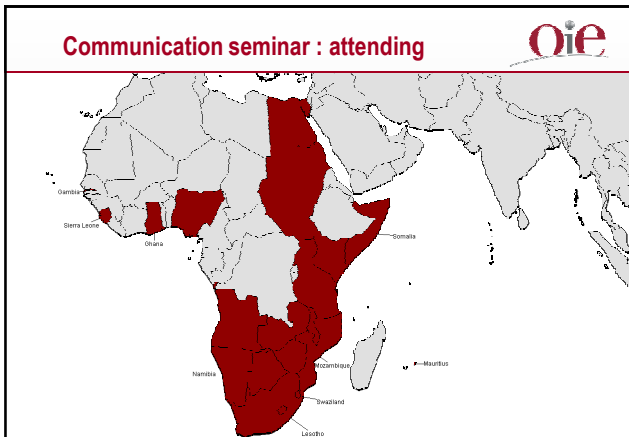 Communication seminar : attending
Oie
Gambia
Sierra Leone
Ghana
Somalia
Namibia
Mozambique
Mauritius
Swaziland
Lesotho